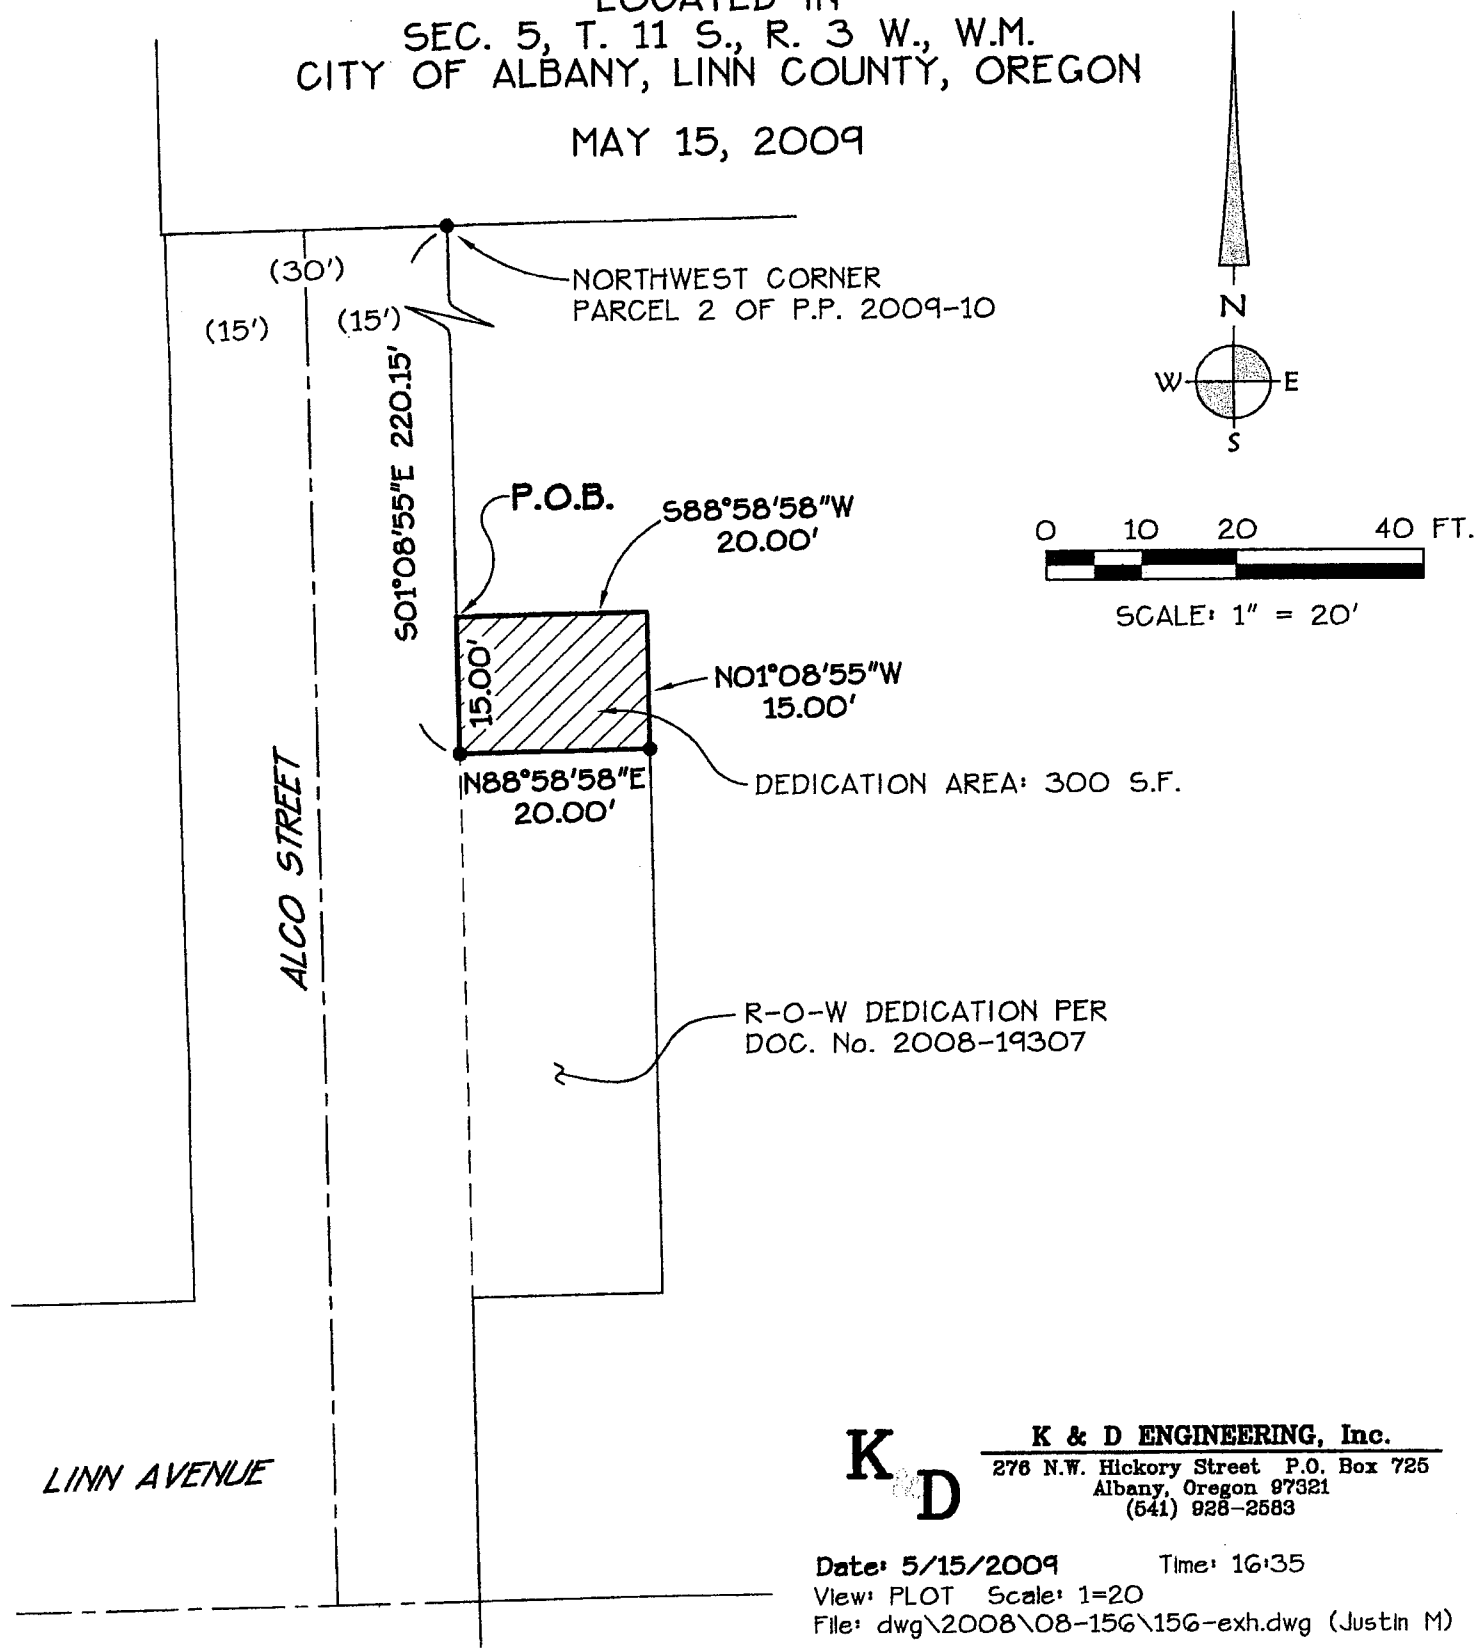 LOCATED IN
SEC. 5, T. 11 S., R. 3 W., W.M.
CITY OF ALBANY, LINN COUNTY, OREGON
MAY 15, 2009
(30')
(15')
(15')
NORTHWEST CORNER
PARCEL 2 OF P.P. 2009-10
N
W
E
S
S01°08'55"E 220.15'
P.O.B.
S88°58'58"W
20.00'
0 10 20 40 FT.
SCALE: 1" = 20'
15.00'
N01°08'55"W
15.00'
N88°58'58"E
20.00'
DEDICATION AREA: 300 S.F.
ALCO STREET
R-O-W DEDICATION PER
DOC. No. 2008-19307
LINN AVENUE
K & D
K & D ENGINEERING, Inc.
276 N.W. Hickory Street P.O. Box 725
Albany, Oregon 97321
(541) 928-2583
Date: 5/15/2009 Time: 16:35
View: PLOT Scale: 1=20
File: dwg\2008\08-156\156-exh.dwg (Justin M)